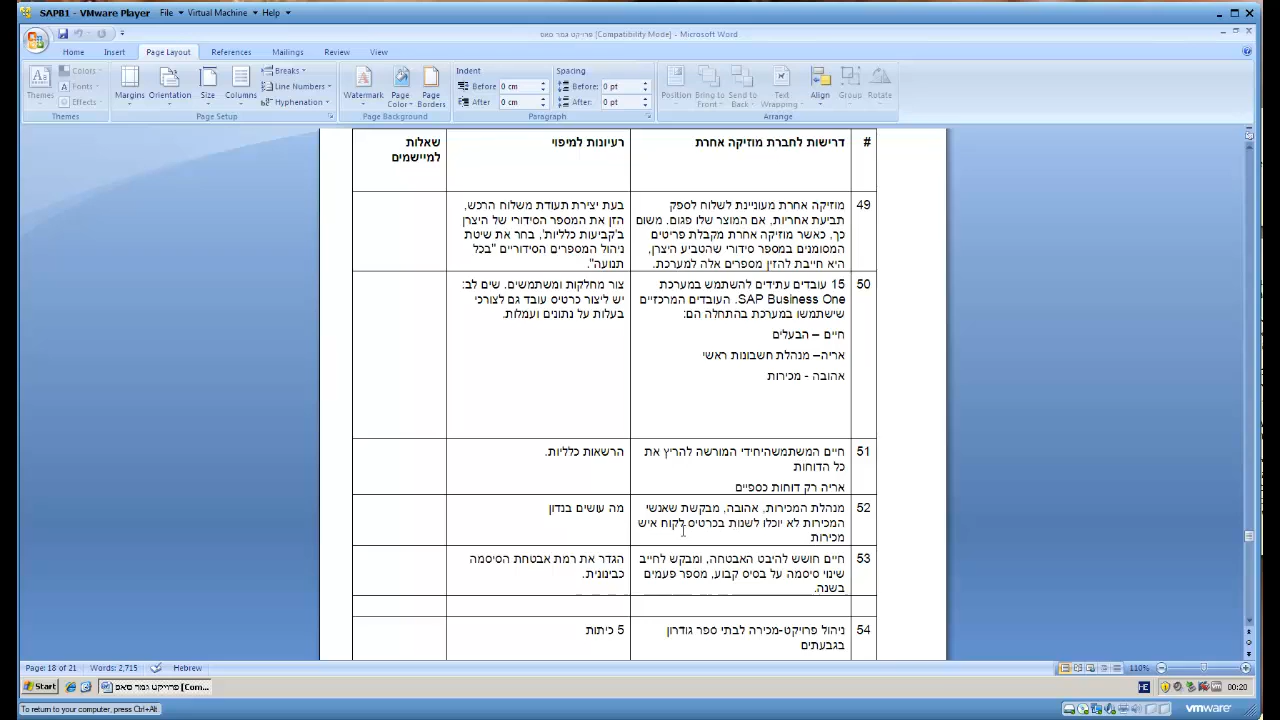 SAPB1 - VMware Player File Virtual Machine Help
פרוייקט גמר סאפ [Compatibility Mode] - Microsoft Word
Home Insert Page Layout References Mailings Review View
Themes Colors Fonts Effects
Themes
Margins Orientation Size Columns Breaks Line Numbers Hyphenation
Page Setup
Watermark Page Color Page Borders
Page Background
Indent Spacing
Before: 0 cm Before: 0 pt
After: 0 cm After: 0 pt
Paragraph
Position Bring to Front Send to Back Text Wrapping Align Group Rotate
Arrange
# דרישות לחברת מוזיקה אחרת רעיונות למיפוי שאלות
למיישמים
49
מוזיקה אחרת מעוניינת לשלוח לספק
תביעת אחריות, אם המוצר שלו פגום. משום
כך, כאשר מוזיקה אחרת מקבלת פריטים
המסומנים במספר סידורי שהטביע היצרן,
היא חייבת להזין מספרים אלה למערכת.
בעת יצירת תעודת משלוח הרכש,
הזן את המספר הסידורי של היצרן
ב'קביעות כלליות', בחר את שיטת
ניהול המספרים הסידוריים "בכל
תנועה".
50
15 עובדים עתידים להשתמש במערכת
SAP Business One. העובדים המרכזיים
שישתמשו במערכת בהתחלה הם:
חיים – הבעלים
אריה– מנהלת חשבונות ראשי
אהובה - מכירות
צור מחלקות ומשתמשים. שים לב:
יש ליצור כרטיס עובד גם לצורכי
בעלות על נתונים ועמלות.
51
חיים המשתמשהיחידי המורשה להריץ את
כל הדוחות
אריה רק דוחות כספיים
הרשאות כלליות.
52
מנהלת המכירות, אהובה, מבקשת שאנשי
המכירות לא יוכלו לשנות בכרטיס לקוח איש
מכירות
מה עושים בנדון
53
חיים חושש להיבט האבטחה, ומבקש לחייב
שינוי סיסמה על בסיס קבוע, מספר פעמים
בשנה.
הגדר את רמת אבטחת הסיסמה
כבינונית.
54
ניהול פרויקט-מכירה לבתי ספר גודרון
בגבעתים
5 כיתות
Page: 18 of 21 Words: 2,715 Hebrew 110%
Start פרוייקט גמר סאפ [Com... HE 00:20
To return to your computer, press Ctrl+Alt. vmware